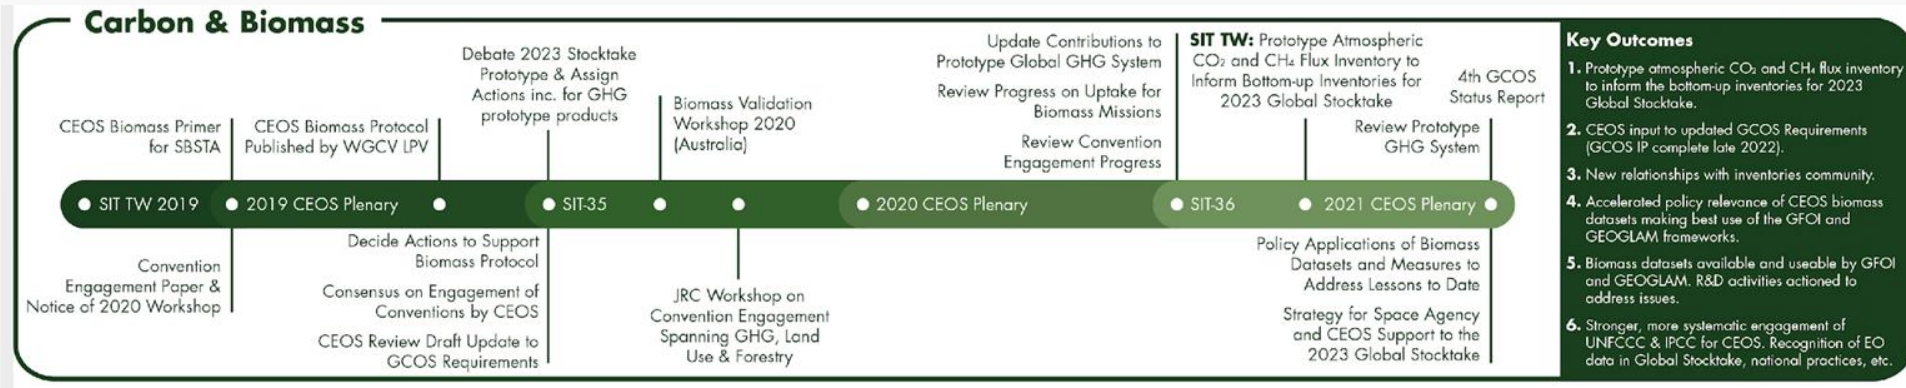 Carbon & Biomass
CEOS Biomass Primer
for SBSTA
CEOS Biomass Protocol
Published by WGCV LPV
Debate 2023 Stocktake
Prototype & Assign
Actions inc. for GHG
prototype products
Biomass Validation
Workshop 2020
(Australia)
Update Contributions to
Prototype Global GHG System
Review Progress on Uptake for
Biomass Missions
Review Convention
Engagement Progress
SIT TW: Prototype Atmospheric
CO₂ and CH₄ Flux Inventory to
Inform Bottom-up Inventories for
2023 Global Stocktake
4th GCOS
Status Report
Review Prototype
GHG System
SIT TW 2019
2019 CEOS Plenary
SIT-35
2020 CEOS Plenary
SIT-36
2021 CEOS Plenary
Convention
Engagement Paper &
Notice of 2020 Workshop
Decide Actions to Support
Biomass Protocol
Consensus on Engagement of
Conventions by CEOS
CEOS Review Draft Update to
GCOS Requirements
JRC Workshop on
Convention Engagement
Spanning GHG, Land
Use & Forestry
Policy Applications of Biomass
Datasets and Measures to
Address Lessons to Date
Strategy for Space Agency
and CEOS Support to the
2023 Global Stocktake
Key Outcomes
1. Prototype atmospheric CO₂ and CH₄ flux inventory
to inform the bottom-up inventories for 2023
Global Stocktake.
2. CEOS input to updated GCOS Requirements
(GCOS IP complete late 2022).
3. New relationships with inventories community.
4. Accelerated policy relevance of CEOS biomass
datasets making best use of the GFOI and
GEOGLAM frameworks.
5. Biomass datasets available and useable by GFOI
and GEOGLAM. R&D activities actioned to
address issues.
6. Stronger, more systematic engagement of
UNFCCC & IPCC for CEOS. Recognition of EO
data in Global Stocktake, national practices, etc.